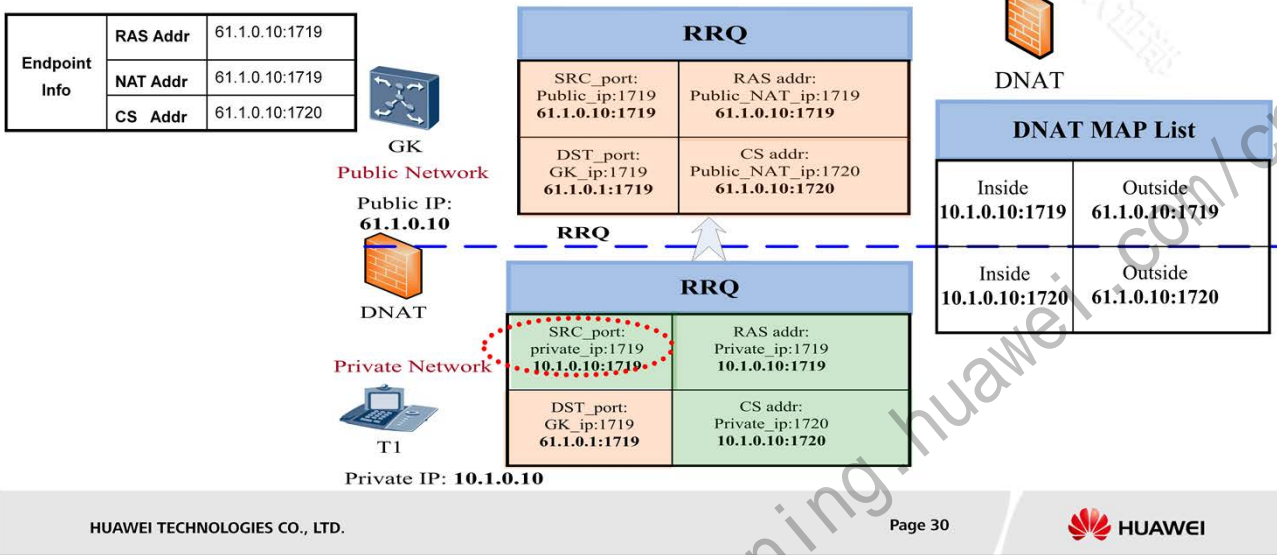 Endpoint Info
RAS Addr 61.1.0.10:1719
NAT Addr 61.1.0.10:1719
CS Addr 61.1.0.10:1720
GK
Public Network
Public IP:
61.1.0.10
DNAT
Private Network
T1
Private IP: 10.1.0.10
RRQ
SRC_port:
Public_ip:1719
61.1.0.10:1719
RAS addr:
Public_NAT_ip:1719
61.1.0.10:1719
DST_port:
GK_ip:1719
61.1.0.1:1719
CS addr:
Public_NAT_ip:1720
61.1.0.10:1720
RRQ
RRQ
SRC_port:
private_ip:1719
10.1.0.10:1719
RAS addr:
Private_ip:1719
10.1.0.10:1719
DST_port:
GK_ip:1719
61.1.0.1:1719
CS addr:
Private_ip:1720
10.1.0.10:1720
DNAT
DNAT MAP List
Inside
10.1.0.10:1719
Outside
61.1.0.10:1719
Inside
10.1.0.10:1720
Outside
61.1.0.10:1720
HUAWEI TECHNOLOGIES CO., LTD.
Page 30
HUAWEI
ning.huawei.com/c